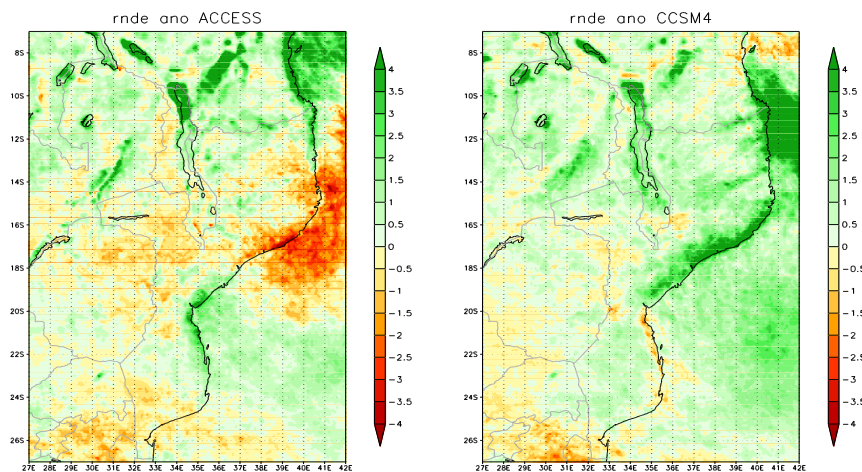 rnde ano ACCESS
8S
10S
12S
14S
16S
18S
20S
22S
24S
26S
27E 28E 29E 30E 31E 32E 33E 34E 35E 36E 37E 38E 39E 40E 41E 42E
4
3.5
3
2.5
2
1.5
1
0.5
0
−0.5
−1
−1.5
−2
−2.5
−3
−3.5
−4
rnde ano CCSM4
8S
10S
12S
14S
16S
18S
20S
22S
24S
26S
27E 28E 29E 30E 31E 32E 33E 34E 35E 36E 37E 38E 39E 40E 41E 42E
4
3.5
3
2.5
2
1.5
1
0.5
0
−0.5
−1
−1.5
−2
−2.5
−3
−3.5
−4